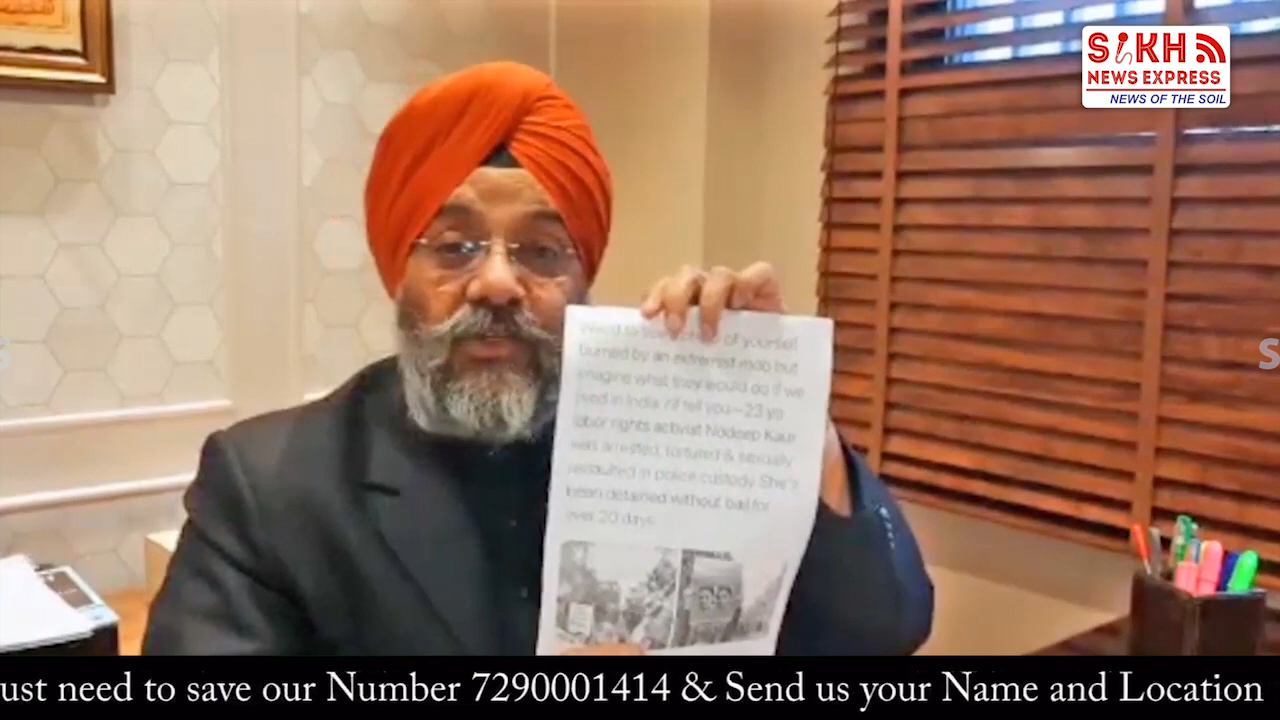 SIKH
NEWS EXPRESS
NEWS OF THE SOIL
of yourself
burned by an extremist mob but
imagine what they would do if we
lived in India. I'll tell you— 23 yo
labor rights activist Nodeep Kaur
was arrested, tortured & sexually
assaulted in police custody. She's
been detained without bail for
over 20 days.
ust need to save our Number 7290001414 & Send us your Name and Location